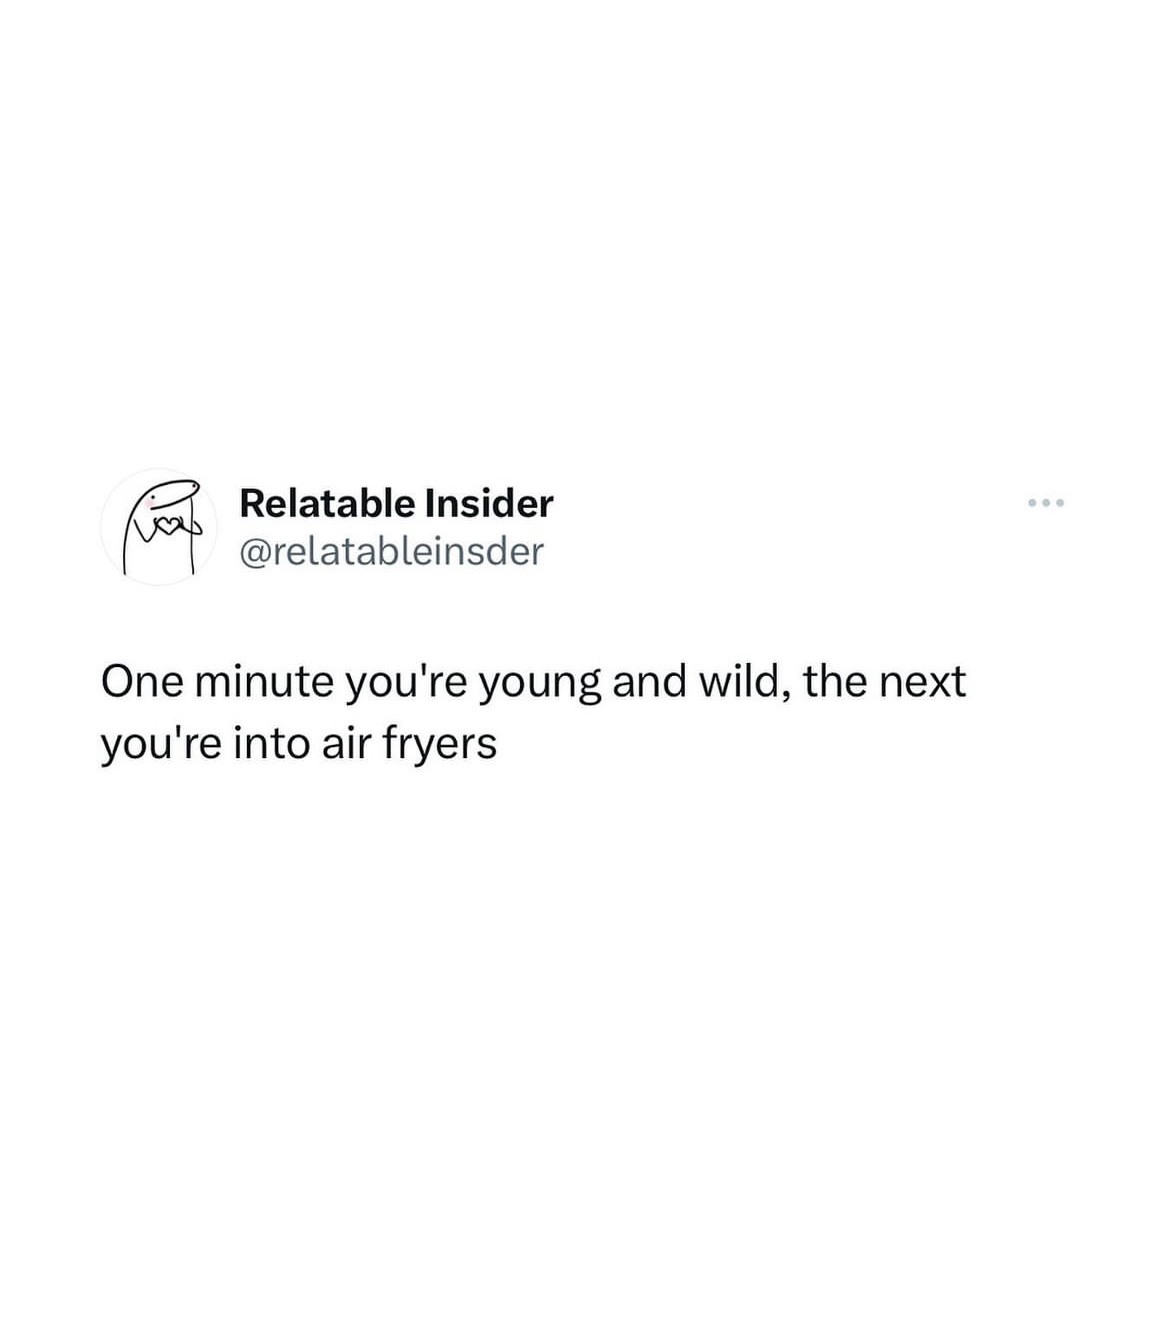 Relatable Insider
@relatableinsder
One minute you're young and wild, the next
you're into air fryers